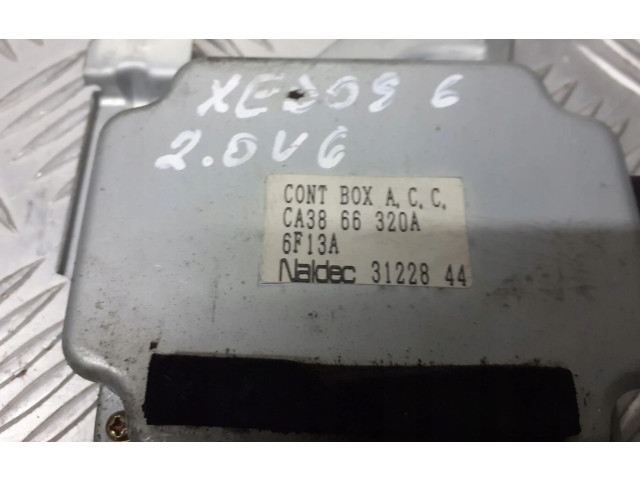 XEDOS 6
2.0V6
CONT BOX A.C.C.
CA38 66 320A
6F13A
Naldec 31228 44